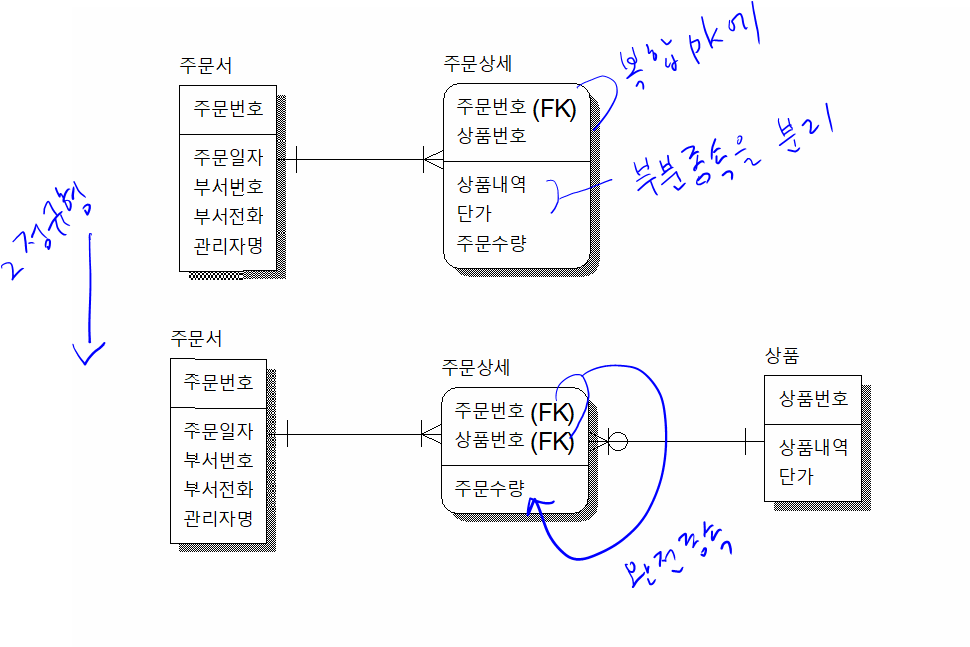 복합 pk에
주문서
주문번호
주문일자
부서번호
부서전화
관리자명
주문상세
주문번호 (FK)
상품번호
상품내역
단가
주문수량
부분종속을 분리
2정규형
주문서
주문번호
주문일자
부서번호
부서전화
관리자명
주문상세
주문번호 (FK)
상품번호 (FK)
주문수량
상품
상품번호
상품내역
단가
완전종속